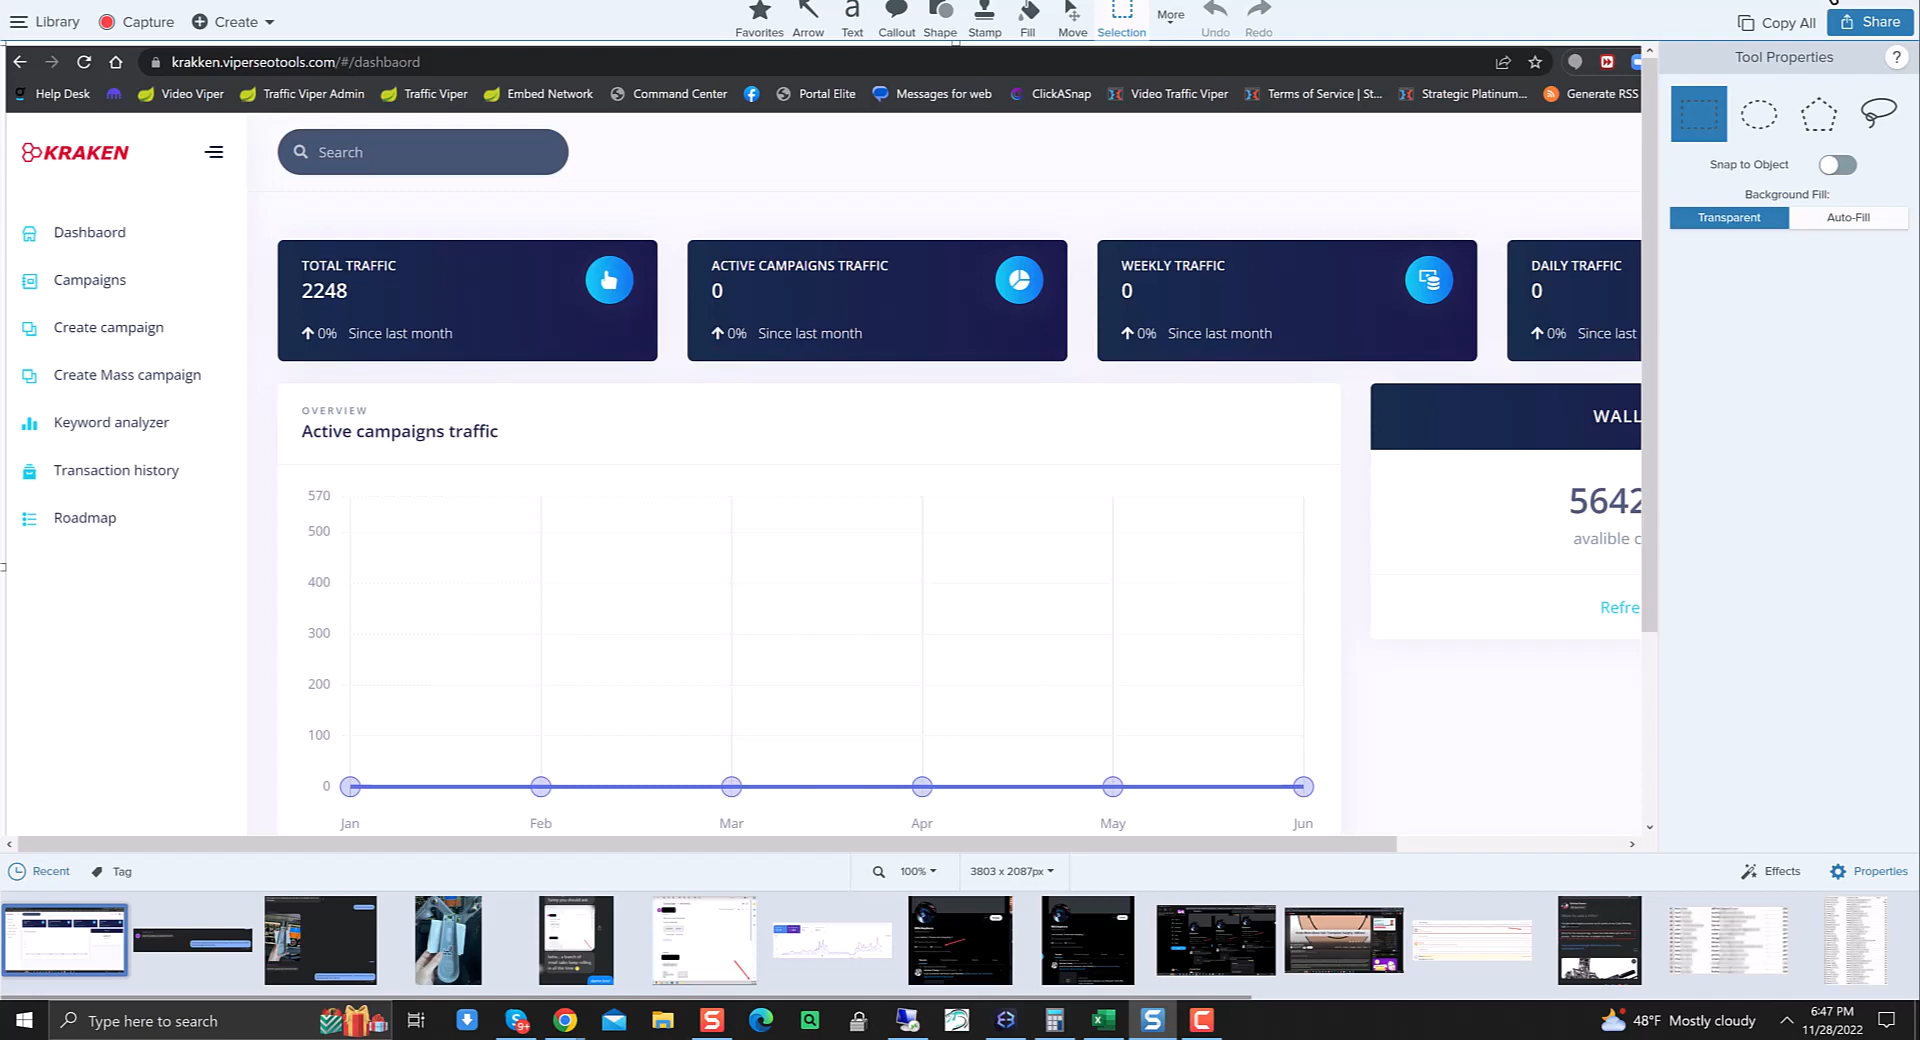 Library Capture Create
Favorites Arrow Text Callout Shape Stamp Fill Move Selection More Undo Redo
Copy All Share
krakken.viperseotools.com/#/dashbaord
Help Desk Video Viper Traffic Viper Admin Traffic Viper Embed Network Command Center Portal Elite Messages for web ClickASnap Video Traffic Viper Terms of Service | St... Strategic Platinum... Generate RSS
Tool Properties ?
Snap to Object
Background Fill:
Transparent Auto-Fill
KRAKEN
Search
Dashbaord
Campaigns
Create campaign
Create Mass campaign
Keyword analyzer
Transaction history
Roadmap
TOTAL TRAFFIC
2248
0% Since last month
ACTIVE CAMPAIGNS TRAFFIC
0
0% Since last month
WEEKLY TRAFFIC
0
0% Since last month
DAILY TRAFFIC
0
0% Since last
OVERVIEW
Active campaigns traffic
570
500
400
300
200
100
0
Jan Feb Mar Apr May Jun
WALL
5642
avalible c
Refre
Recent Tag 100% 3803 x 2087px Effects Properties
Type here to search
48°F Mostly cloudy
6:47 PM
11/28/2022